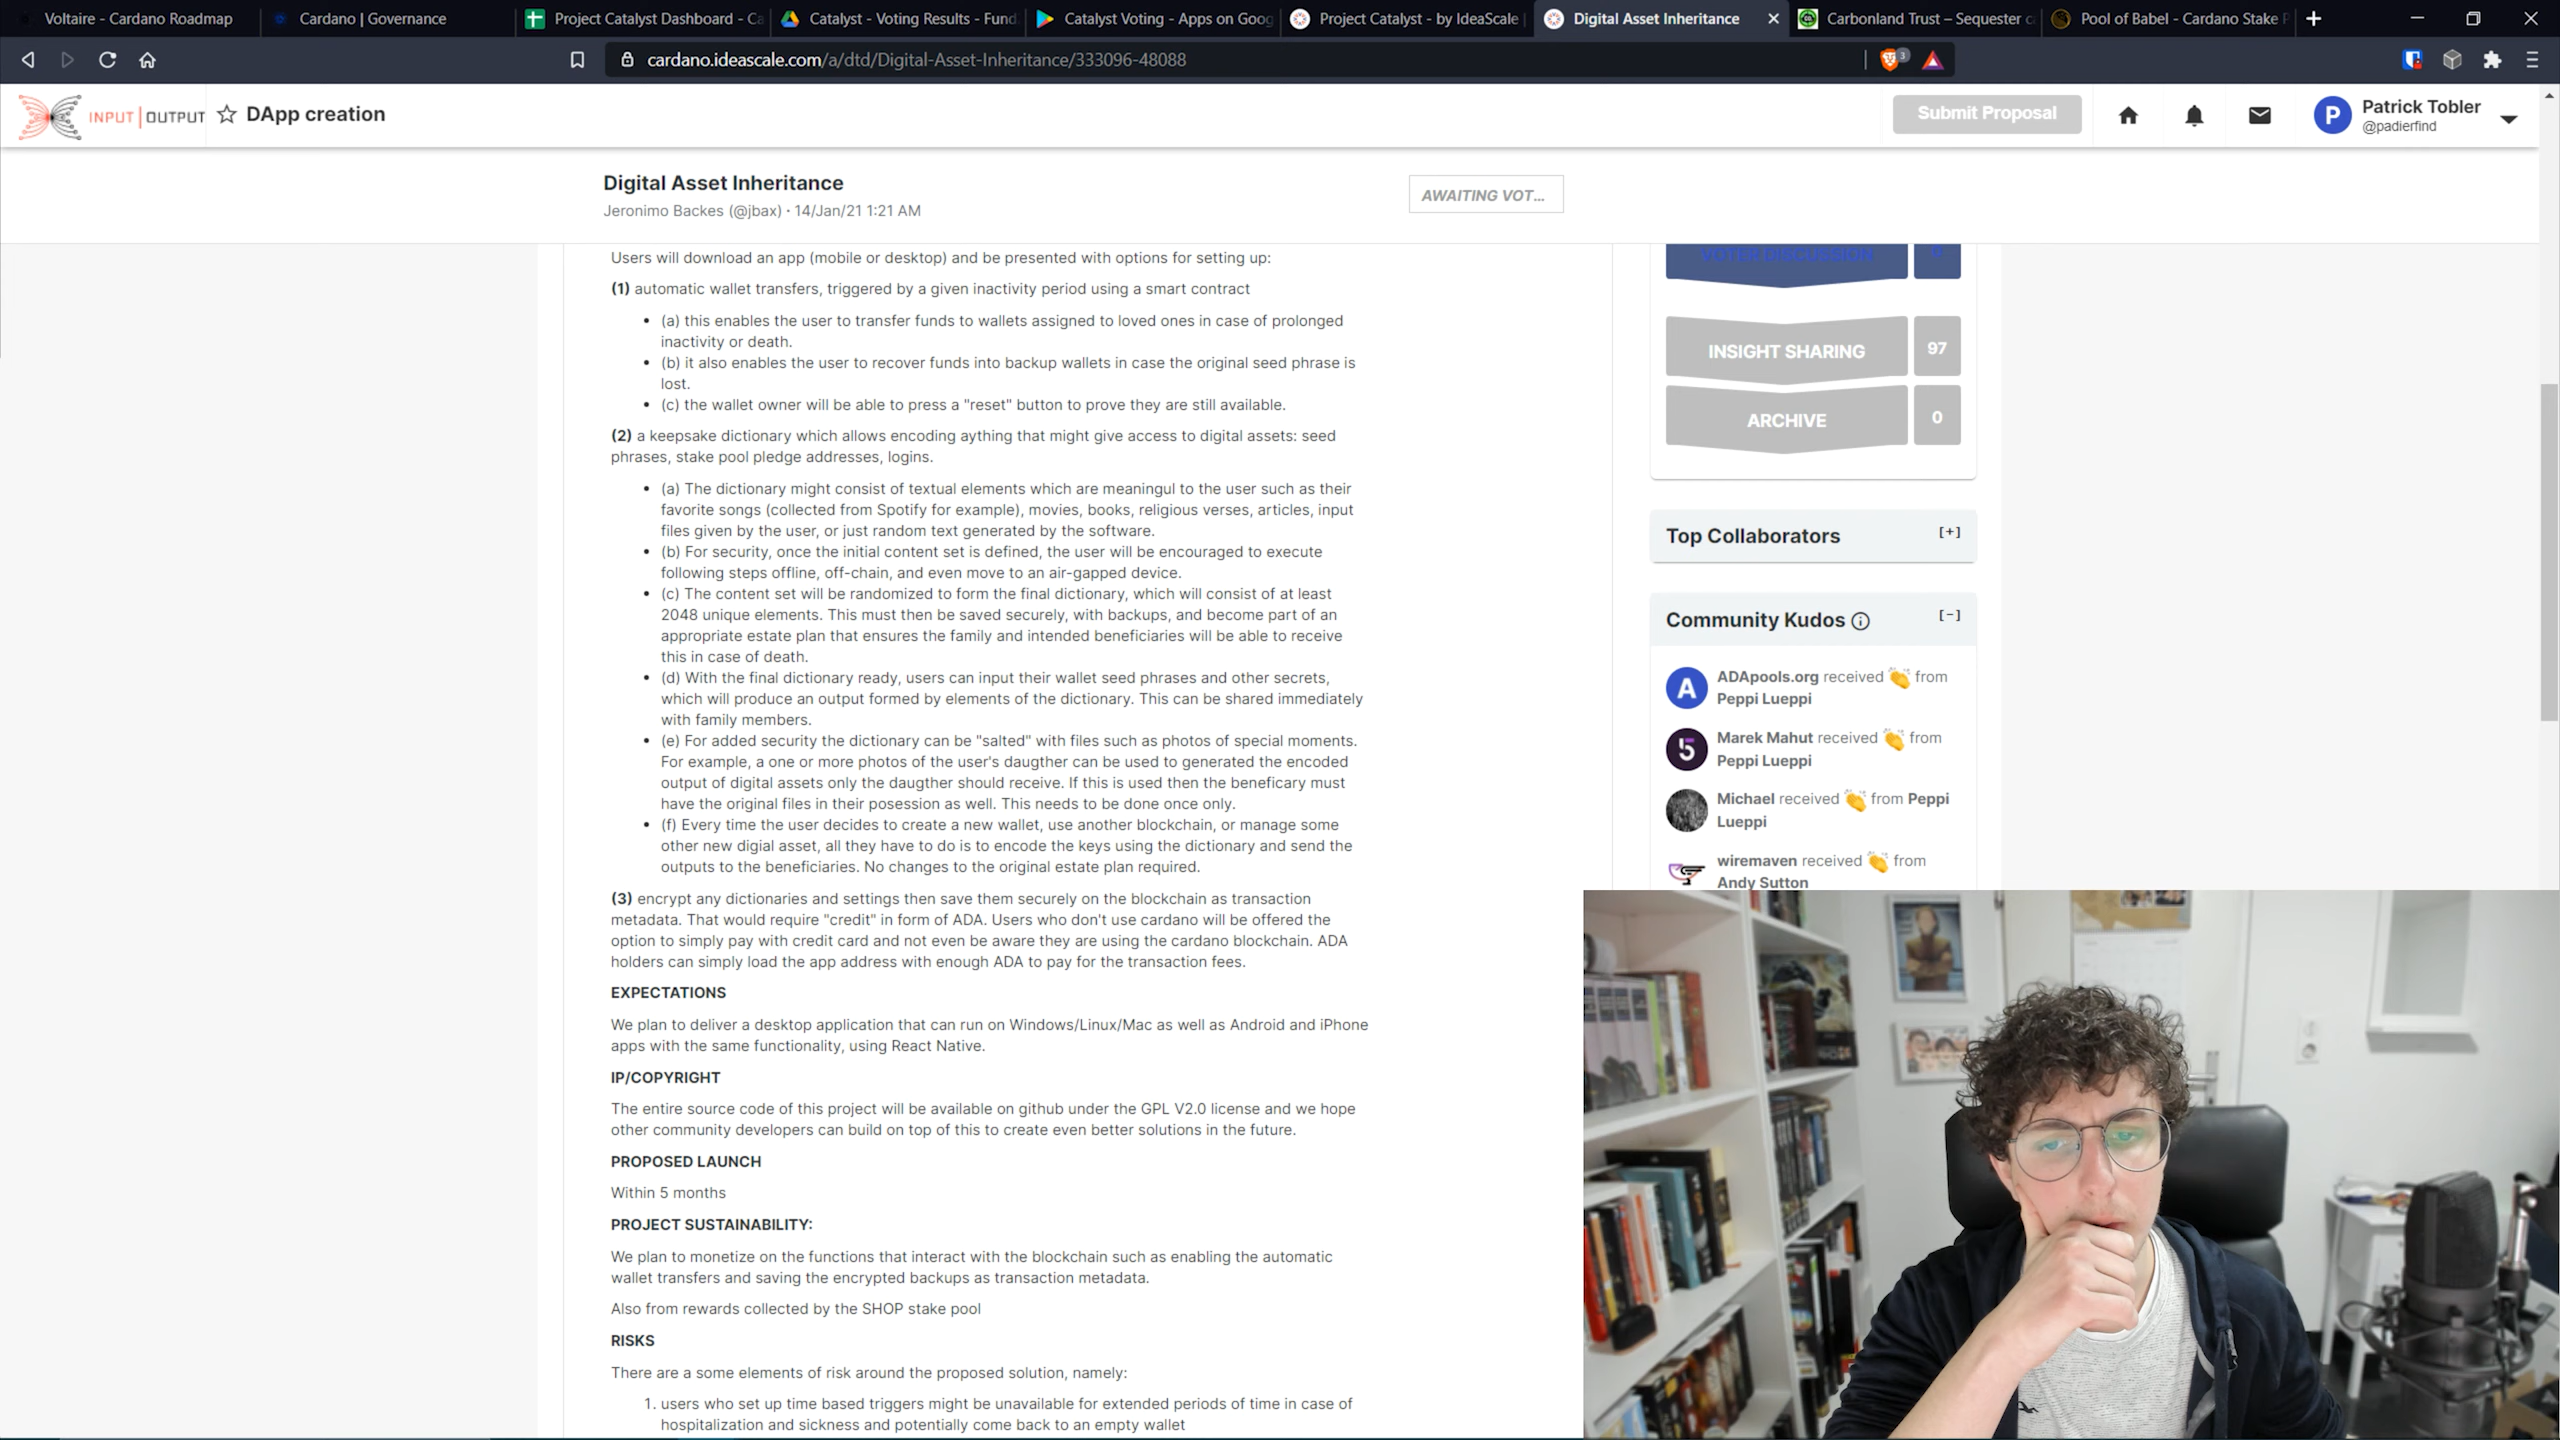 Voltaire - Cardano Roadmap
Cardano | Governance
Project Catalyst Dashboard - Ca
Catalyst - Voting Results - Fund
Catalyst Voting - Apps on Goog
Project Catalyst - by IdeaScale
Digital Asset Inheritance
Carbonland Trust – Sequester c
Pool of Babel - Cardano Stake P
cardano.ideascale.com/a/dtd/Digital-Asset-Inheritance/333096-48088
3
INPUT | OUTPUT
DApp creation
Submit Proposal
P
Patrick Tobler
@padierfind
Digital Asset Inheritance
Jeronimo Backes (@jbax) • 14/Jan/21 1:21 AM
AWAITING VOT...
Users will download an app (mobile or desktop) and be presented with options for setting up:
(1) automatic wallet transfers, triggered by a given inactivity period using a smart contract
• (a) this enables the user to transfer funds to wallets assigned to loved ones in case of prolonged
inactivity or death.
• (b) it also enables the user to recover funds into backup wallets in case the original seed phrase is
lost.
• (c) the wallet owner will be able to press a "reset" button to prove they are still available.
(2) a keepsake dictionary which allows encoding aything that might give access to digital assets: seed
phrases, stake pool pledge addresses, logins.
• (a) The dictionary might consist of textual elements which are meaningul to the user such as their
favorite songs (collected from Spotify for example), movies, books, religious verses, articles, input
files given by the user, or just random text generated by the software.
• (b) For security, once the initial content set is defined, the user will be encouraged to execute
following steps offline, off-chain, and even move to an air-gapped device.
• (c) The content set will be randomized to form the final dictionary, which will consist of at least
2048 unique elements. This must then be saved securely, with backups, and become part of an
appropriate estate plan that ensures the family and intended beneficiaries will be able to receive
this in case of death.
• (d) With the final dictionary ready, users can input their wallet seed phrases and other secrets,
which will produce an output formed by elements of the dictionary. This can be shared immediately
with family members.
• (e) For added security the dictionary can be "salted" with files such as photos of special moments.
For example, a one or more photos of the user's daugther can be used to generated the encoded
output of digital assets only the daugther should receive. If this is used then the beneficary must
have the original files in their posession as well. This needs to be done once only.
• (f) Every time the user decides to create a new wallet, use another blockchain, or manage some
other new digial asset, all they have to do is to encode the keys using the dictionary and send the
outputs to the beneficiaries. No changes to the original estate plan required.
(3) encrypt any dictionaries and settings then save them securely on the blockchain as transaction
metadata. That would require "credit" in form of ADA. Users who don't use cardano will be offered the
option to simply pay with credit card and not even be aware they are using the cardano blockchain. ADA
holders can simply load the app address with enough ADA to pay for the transaction fees.
EXPECTATIONS
We plan to deliver a desktop application that can run on Windows/Linux/Mac as well as Android and iPhone
apps with the same functionality, using React Native.
IP/COPYRIGHT
The entire source code of this project will be available on github under the GPL V2.0 license and we hope
other community developers can build on top of this to create even better solutions in the future.
PROPOSED LAUNCH
Within 5 months
PROJECT SUSTAINABILITY:
We plan to monetize on the functions that interact with the blockchain such as enabling the automatic
wallet transfers and saving the encrypted backups as transaction metadata.
Also from rewards collected by the SHOP stake pool
RISKS
There are a some elements of risk around the proposed solution, namely:
1. users who set up time based triggers might be unavailable for extended periods of time in case of
hospitalization and sickness and potentially come back to an empty wallet
VOTER DISCUSSION
INSIGHT SHARING
97
ARCHIVE
0
Top Collaborators
[+]
Community Kudos
[-]
A
ADApools.org received from
Peppi Lueppi
5
Marek Mahut received from
Peppi Lueppi
Michael received from Peppi
Lueppi
wiremaven received from
Andy Sutton